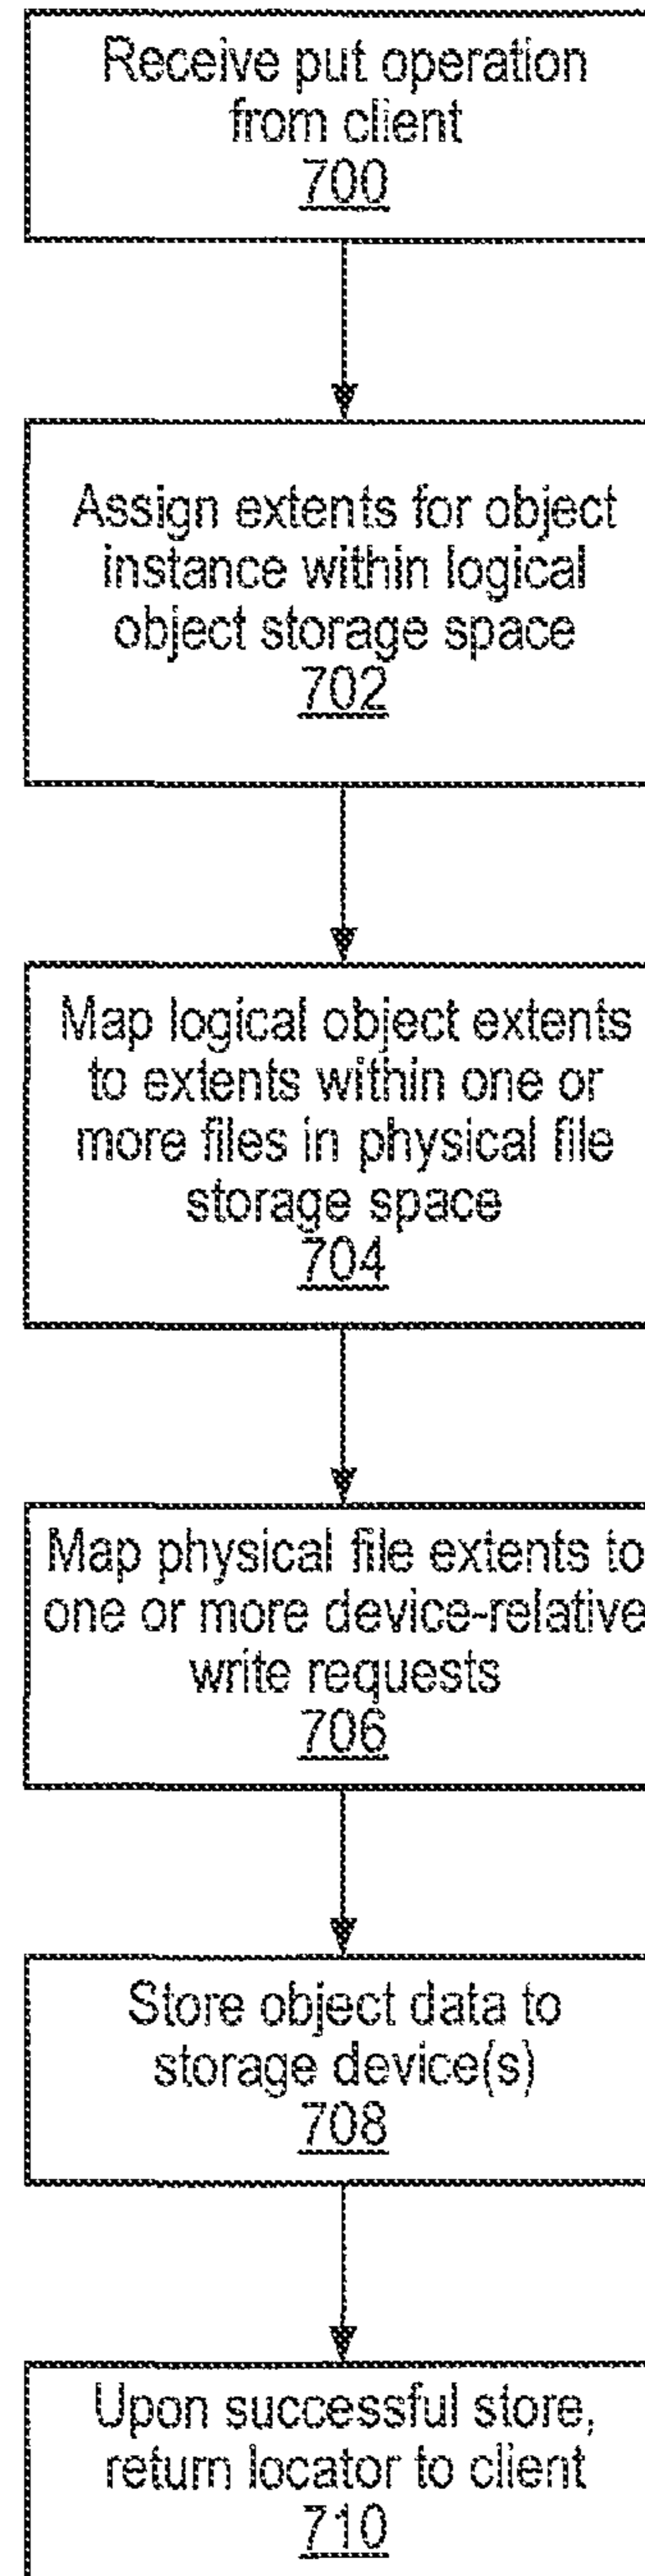 Receive put operation
from client
700
Assign extents for object
instance within logical
object storage space
702
Map logical object extents
to extents within one or
more files in physical file
storage space
704
Map physical file extents to
one or more device-relative
write requests
706
Store object data to
storage device(s)
708
Upon successful store,
return locator to client
710